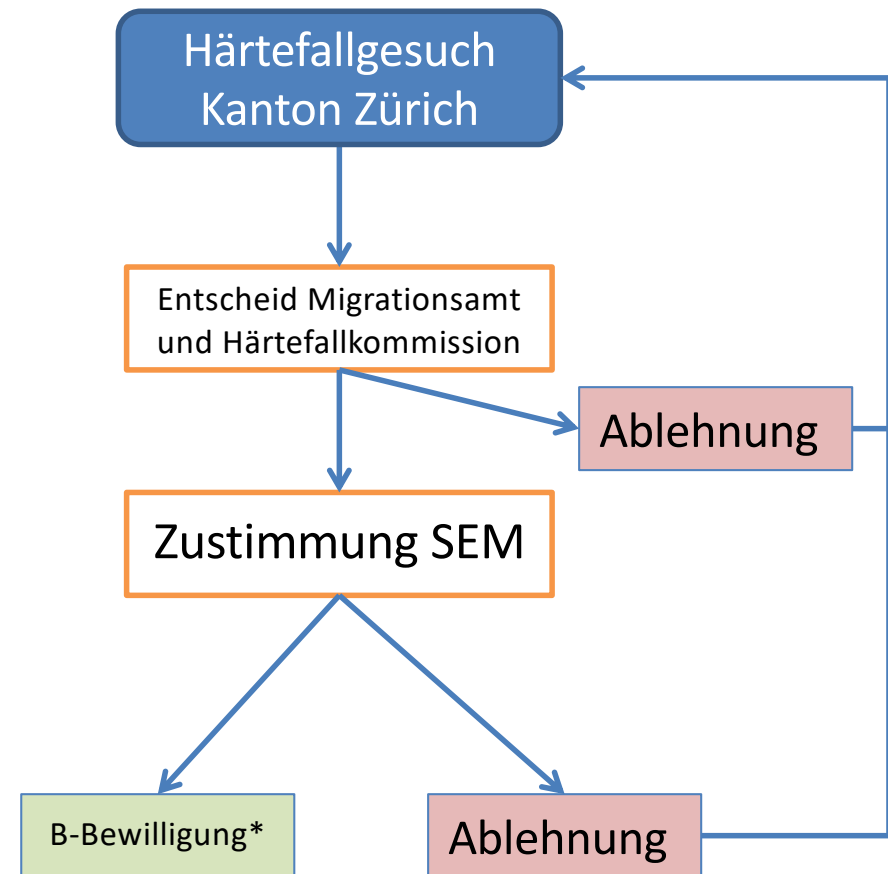 Härtefallgesuch
Kanton Zürich
Entscheid Migrationsamt
und Härtefallkommission
Ablehnung
Zustimmung SEM
B-Bewilligung*
Ablehnung